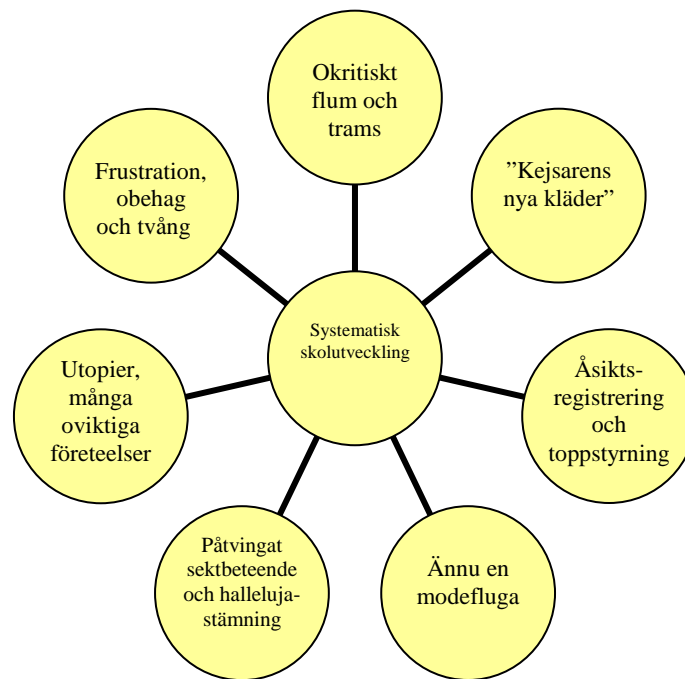 Okritiskt
flum och
trams
Frustration,
obehag
och tvång
”Kejsarens
nya kläder”
Systematisk
skolutveckling
Utopier,
många
oviktiga
företeelser
Åsikts-
registrering
och
toppstyrning
Påtvingat
sektbeteende
och halleluja-
stämning
Ännu en
modefluga